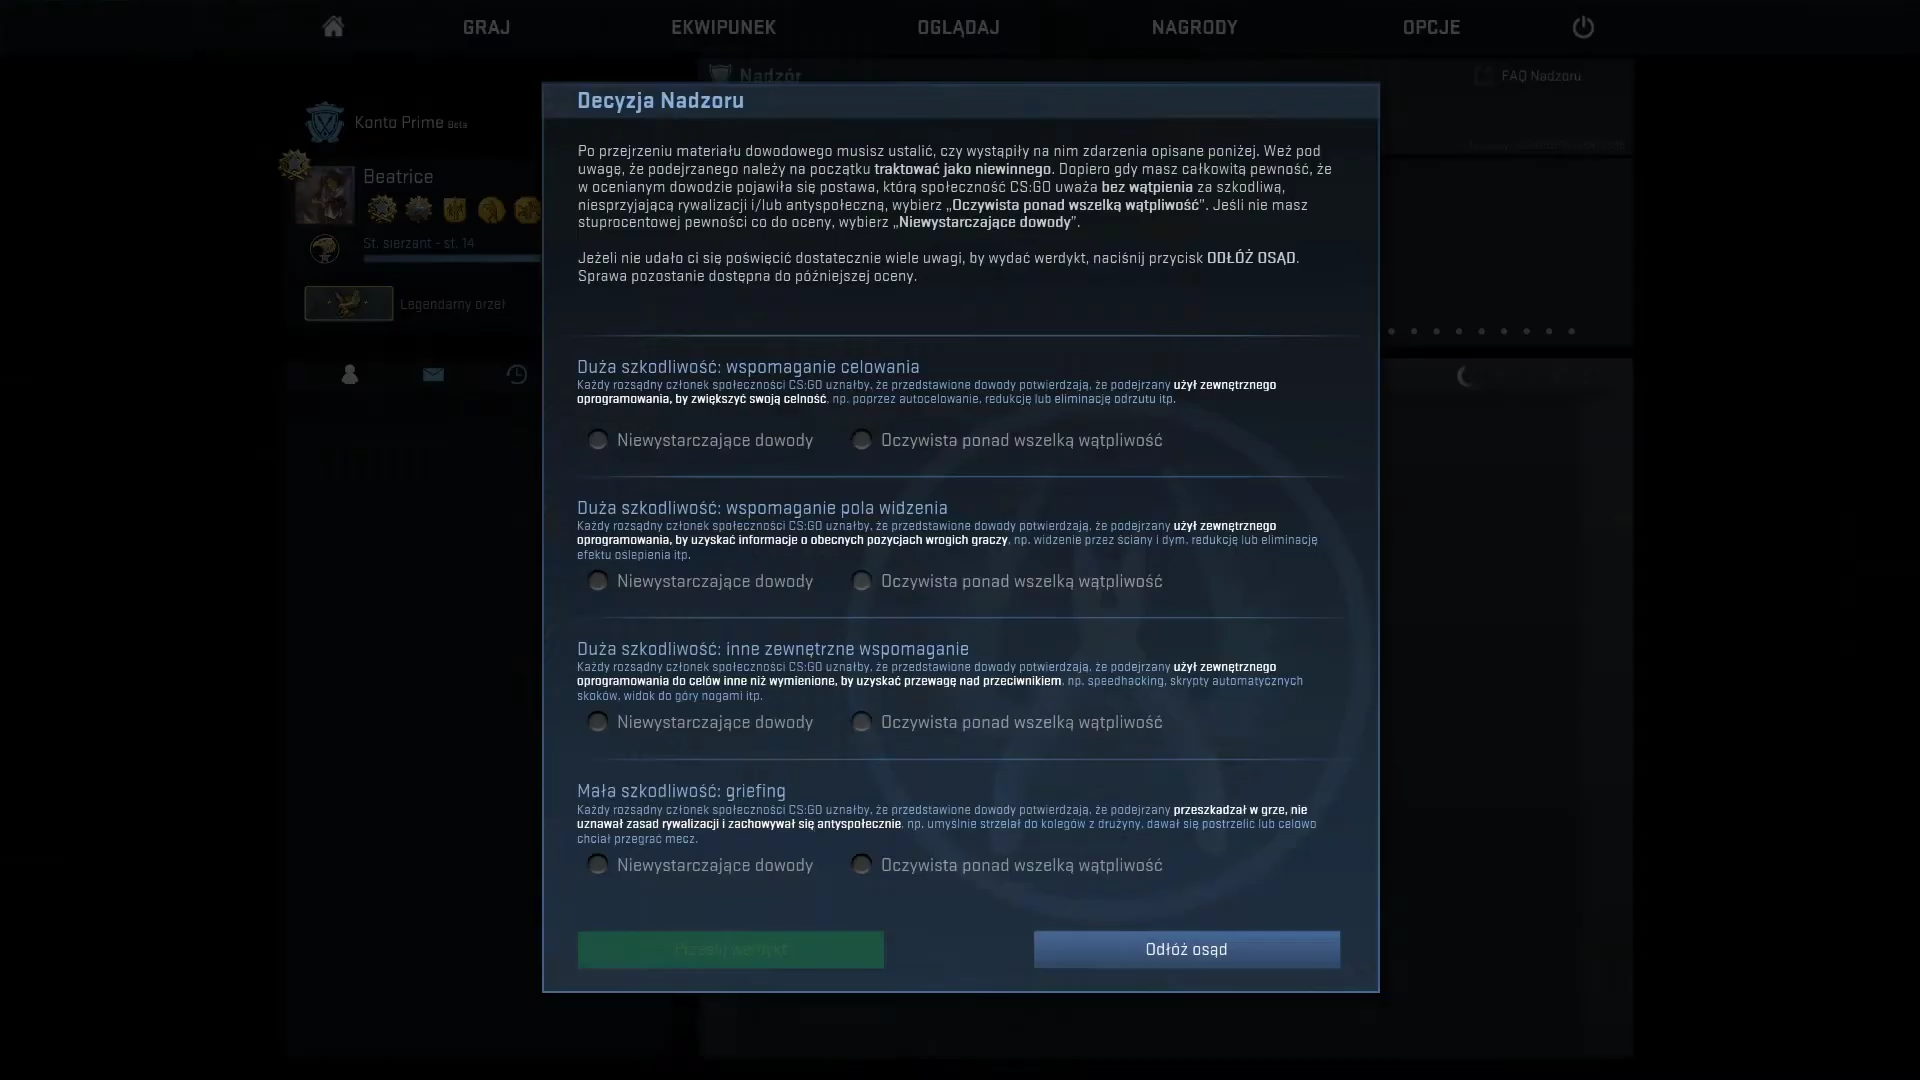 GRAJ
EKWIPUNEK
OGLĄDAJ
NAGRODY
OPCJE
Nadzór
FAQ Nadzoru
Konto Prime Beta
Beatrice
St. sierżant - st. 14
Legendarny orzeł
Decyzja Nadzoru
Po przejrzeniu materiału dowodowego musisz ustalić, czy wystąpiły na nim zdarzenia opisane poniżej. Weź pod
uwagę, że podejrzanego należy na początku traktować jako niewinnego. Dopiero gdy masz całkowitą pewność, że
w ocenianym dowodzie pojawiła się postawa, którą społeczność CS:GO uważa bez wątpienia za szkodliwą,
niesprzyjającą rywalizacji i/lub antyspołeczną, wybierz „Oczywista ponad wszelką wątpliwość”. Jeśli nie masz
stuprocentowej pewności co do oceny, wybierz „Niewystarczające dowody”.
Jeżeli nie udało ci się poświęcić dostatecznie wiele uwagi, by wydać werdykt, naciśnij przycisk ODŁÓŻ OSĄD.
Sprawa pozostanie dostępna do późniejszej oceny.
Duża szkodliwość: wspomaganie celowania
Każdy rozsądny członek społeczności CS:GO uznałby, że przedstawione dowody potwierdzają, że podejrzany użył zewnętrznego
oprogramowania, by zwiększyć swoją celność, np. poprzez autocelowanie, redukcję lub eliminację odrzutu itp.
Niewystarczające dowody
Oczywista ponad wszelką wątpliwość
Duża szkodliwość: wspomaganie pola widzenia
Każdy rozsądny członek społeczności CS:GO uznałby, że przedstawione dowody potwierdzają, że podejrzany użył zewnętrznego
oprogramowania, by uzyskać informacje o obecnych pozycjach wrogich graczy, np. widzenie przez ściany i dym, redukcję lub eliminację
efektu oślepienia itp.
Niewystarczające dowody
Oczywista ponad wszelką wątpliwość
Duża szkodliwość: inne zewnętrzne wspomaganie
Każdy rozsądny członek społeczności CS:GO uznałby, że przedstawione dowody potwierdzają, że podejrzany użył zewnętrznego
oprogramowania do celów inne niż wymienione, by uzyskać przewagę nad przeciwnikiem, np. speedhacking, skrypty automatycznych
skoków, widok do góry nogami itp.
Niewystarczające dowody
Oczywista ponad wszelką wątpliwość
Mała szkodliwość: griefing
Każdy rozsądny członek społeczności CS:GO uznałby, że przedstawione dowody potwierdzają, że podejrzany przeszkadzał w grze, nie
uznawał zasad rywalizacji i zachowywał się antyspołecznie, np. umyślnie strzelał do kolegów z drużyny, dawał się postrzelić lub celowo
chciał przegrać mecz.
Niewystarczające dowody
Oczywista ponad wszelką wątpliwość
Prześlij werdykt
Odłóż osąd